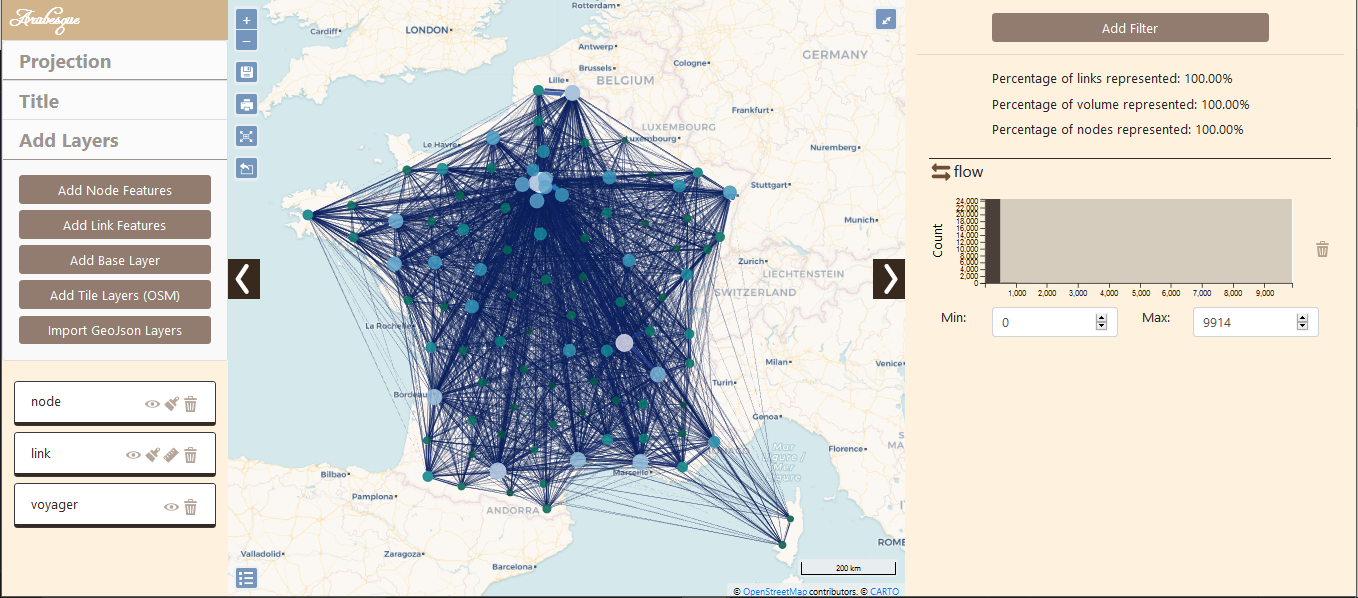 Arabesque
Projection
Title
Add Layers
Add Node Features
Add Link Features
Add Base Layer
Add Tile Layers (OSM)
Import GeoJson Layers
node
link
voyager
+
−
Rotterdam
Cardiff
LONDON
Antwerp
Brussels
Cologne
GERMANY
Lille
BELGIUM
Frankfurt
LUXEMBOURG
Luxembourg
Le Havre
Nuremberg
Stuttgart
Munich
Zurich
LIECHTENSTEIN
SWITZERLAND
La Rochelle
Milan
Venice
Turin
Bordeau
Genoa
Florence
Mar
Ligure /
Mer
Marseille
Bilbao
Pamplona
ANDORRA
ROME
Valladolid
Zaragoza
Barcelona
200 km
© OpenStreetMap contributors. © CARTO
Add Filter
Percentage of links represented: 100.00%
Percentage of volume represented: 100.00%
Percentage of nodes represented: 100.00%
flow
Count
24,000
22,000
20,000
18,000
16,000
14,000
12,000
10,000
8,000
6,000
4,000
2,000
0
1,000 2,000 3,000 4,000 5,000 6,000 7,000 8,000 9,000
Min: 0 Max: 9914